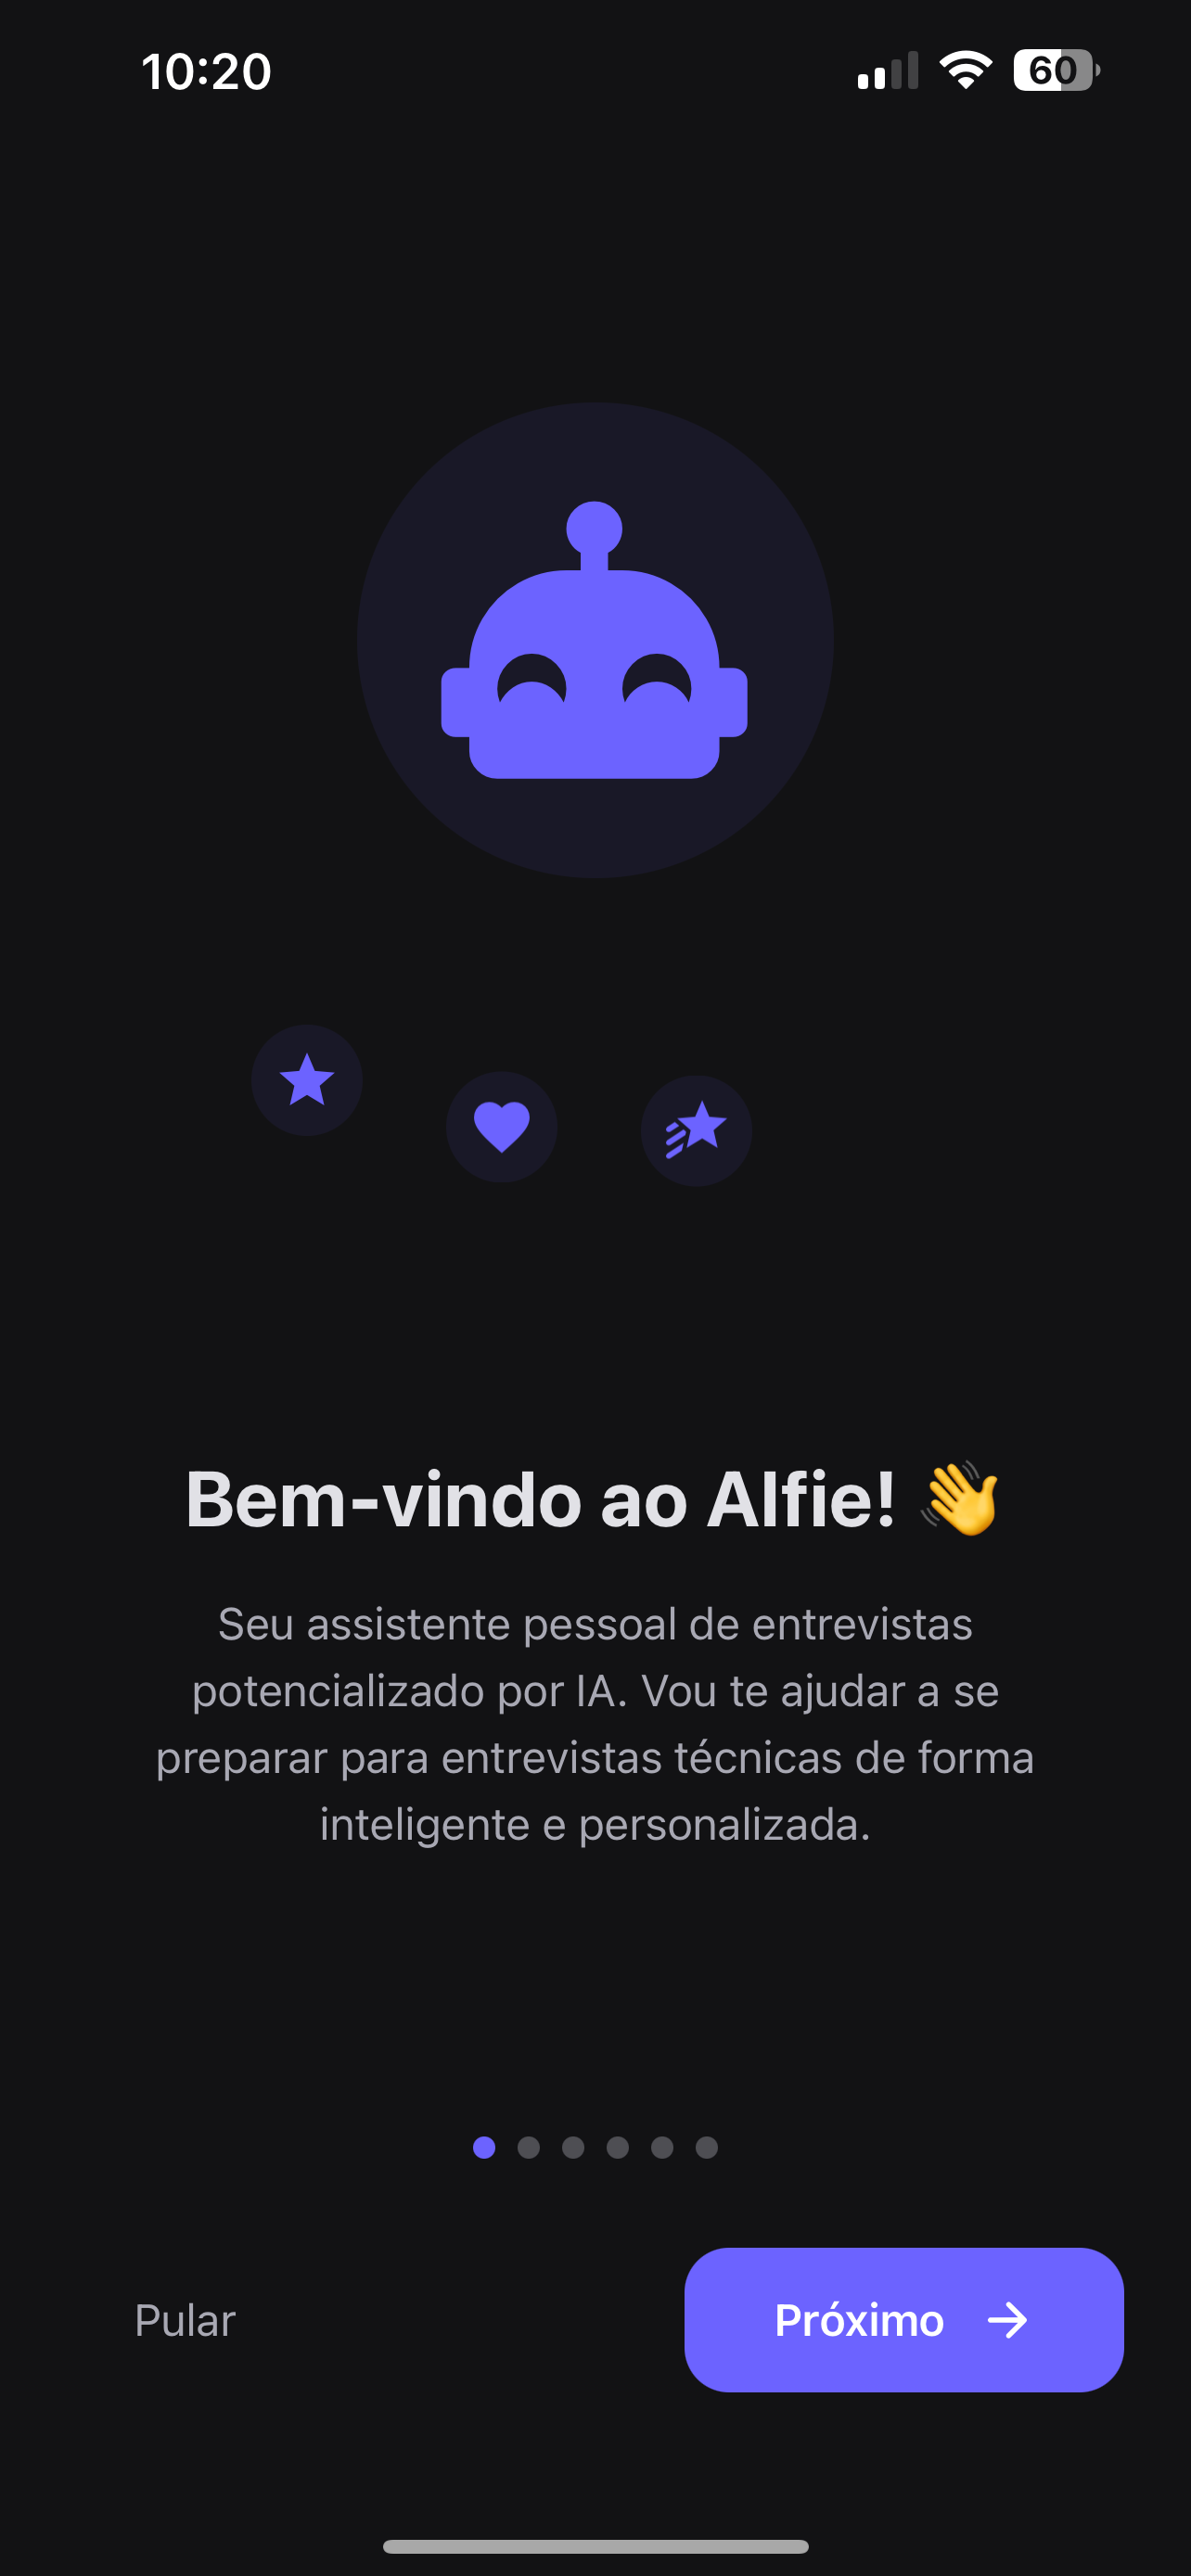 10:20
60
Bem-vindo ao Alfie! 👋
Seu assistente pessoal de entrevistas
potencializado por IA. Vou te ajudar a se
preparar para entrevistas técnicas de forma
inteligente e personalizada.
Pular
Próximo →